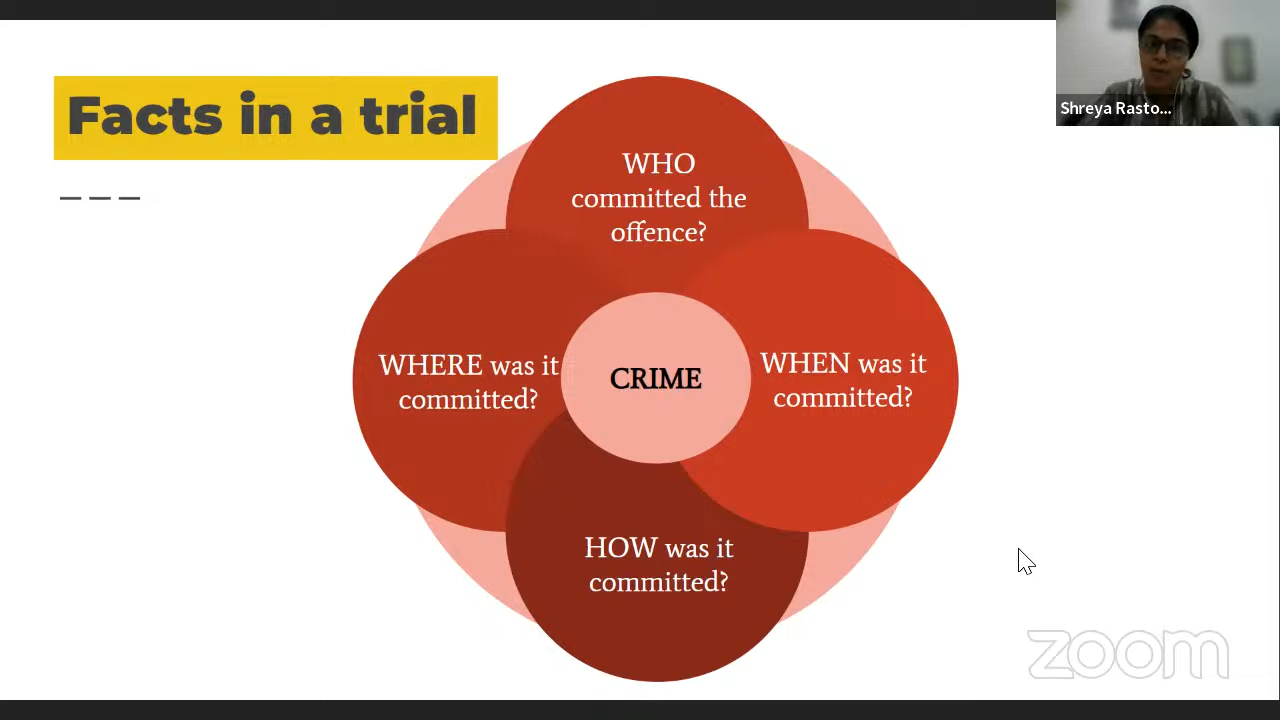 Facts in a trial
Shreya Rasto...
WHO
committed the
offence?
WHERE was it
committed?
CRIME
WHEN was it
committed?
HOW was it
committed?
zoom